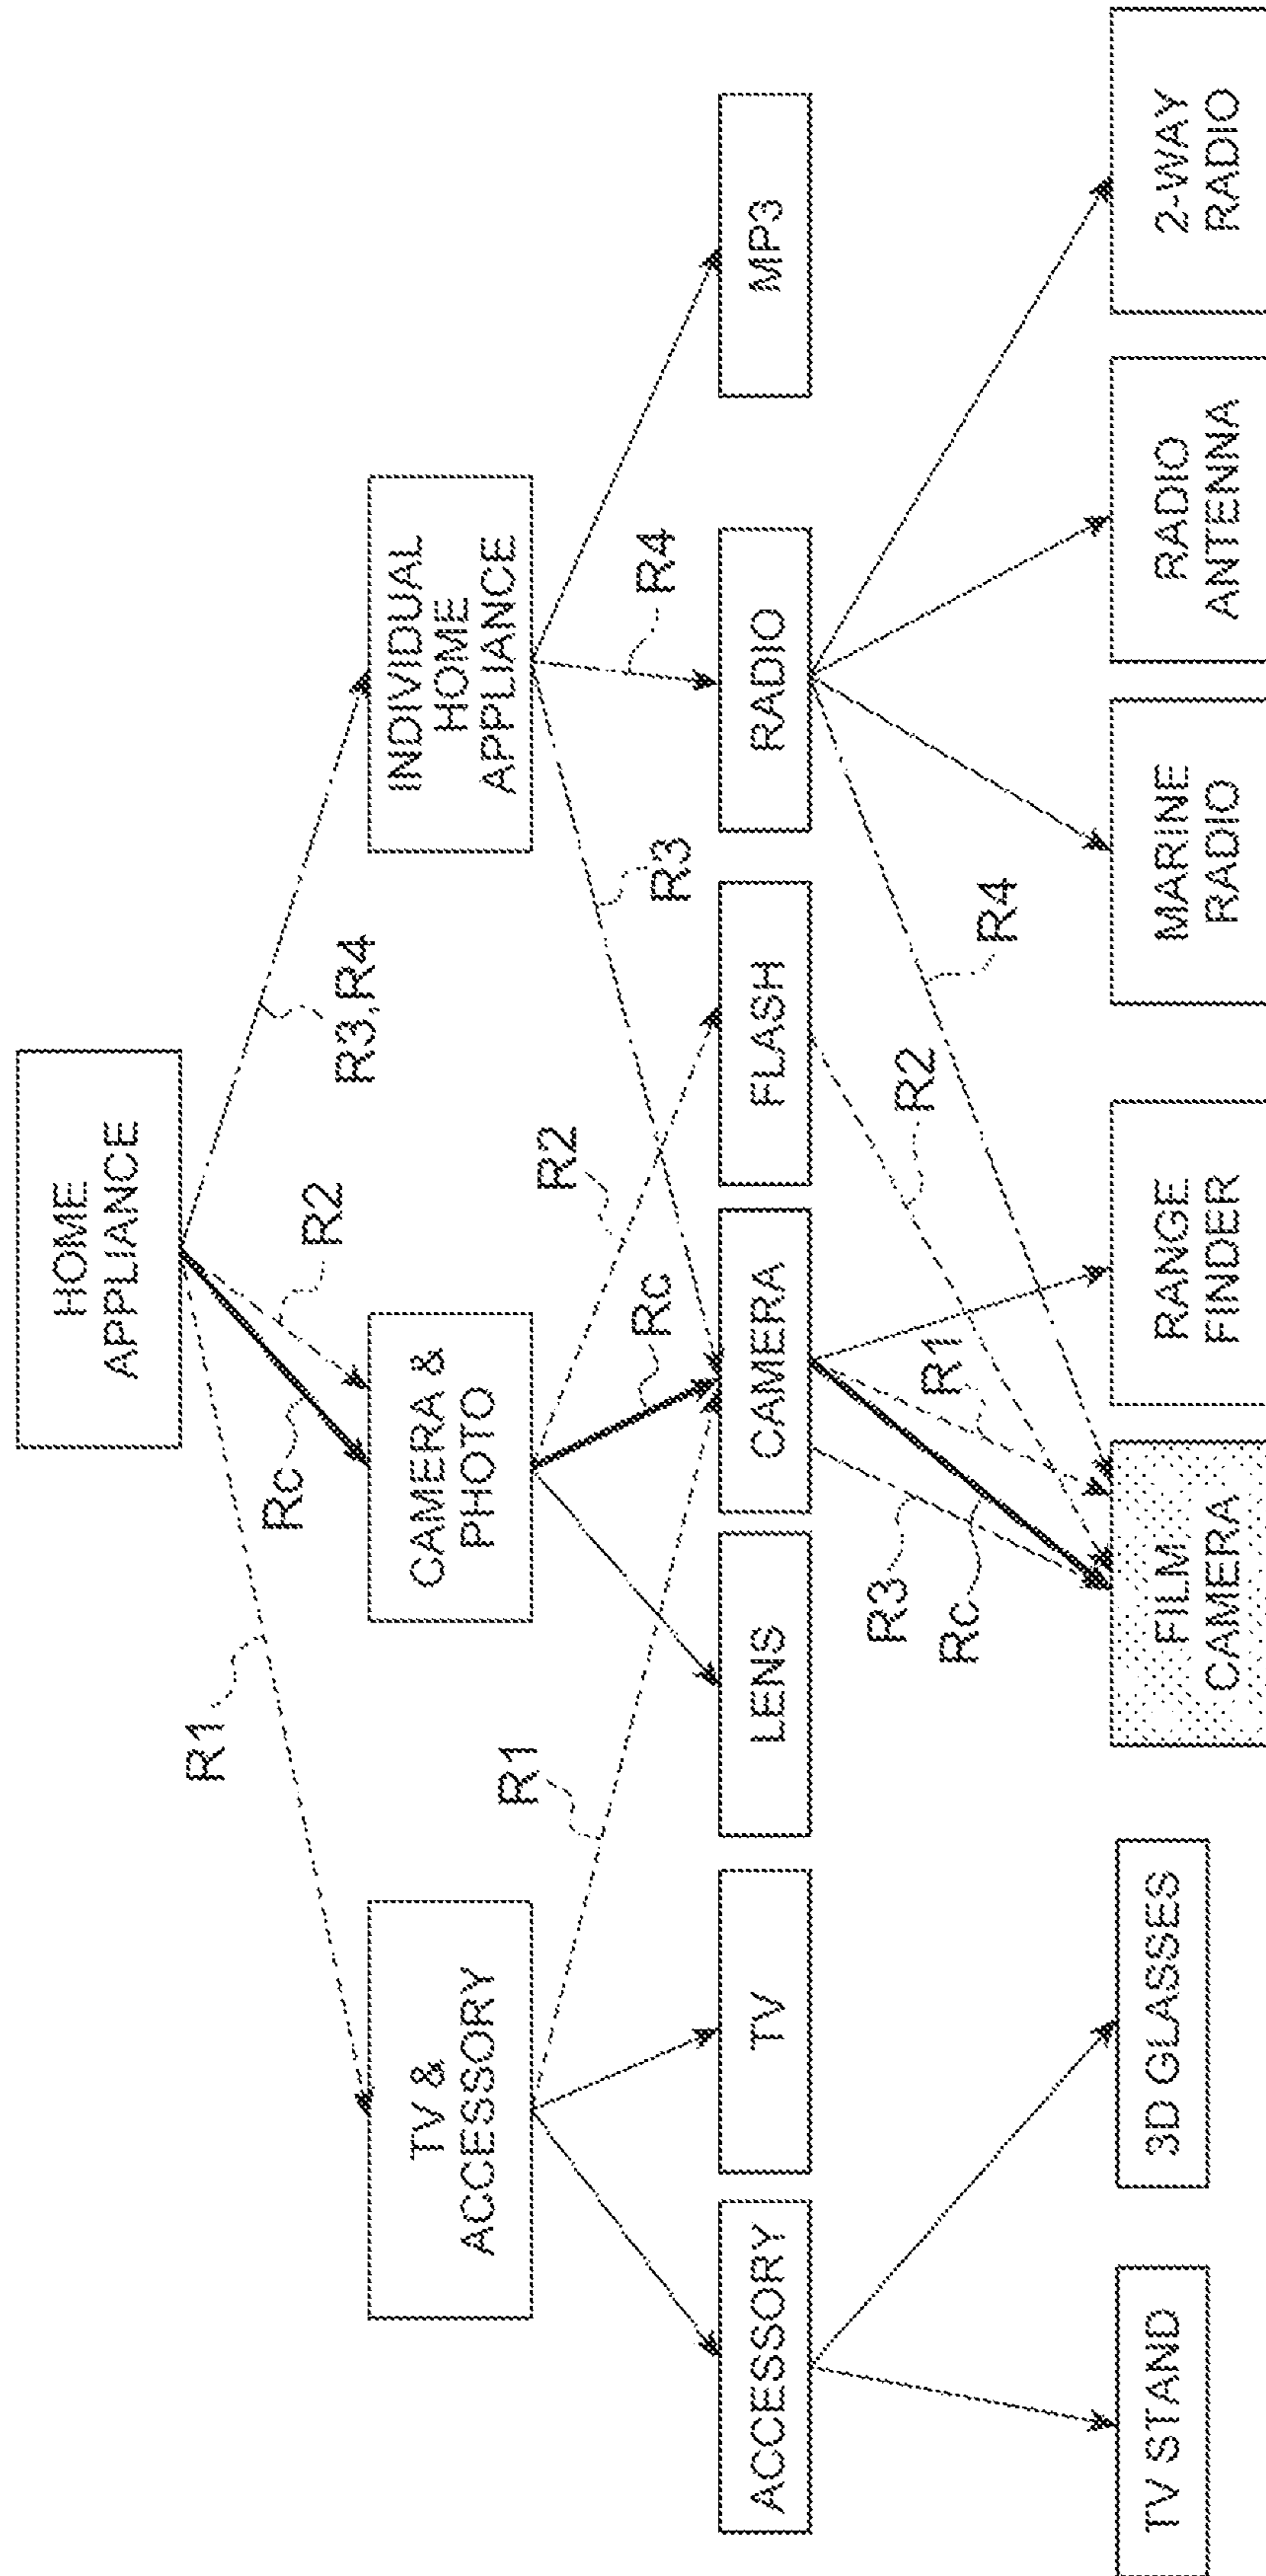 HOME
APPLIANCE
R1
Rc
R2
R3,R4
TV &
ACCESSORY
CAMERA &
PHOTO
INDIVIDUAL
HOME
APPLIANCE
R1
R2
Rc
R3
R4
ACCESSORY
TV
LENS
CAMERA
FLASH
RADIO
MP3
R3
Rc
R1
R2
R4
TV STAND
3D GLASSES
FILM
CAMERA
RANGE
FINDER
MARINE
RADIO
RADIO
ANTENNA
2-WAY
RADIO